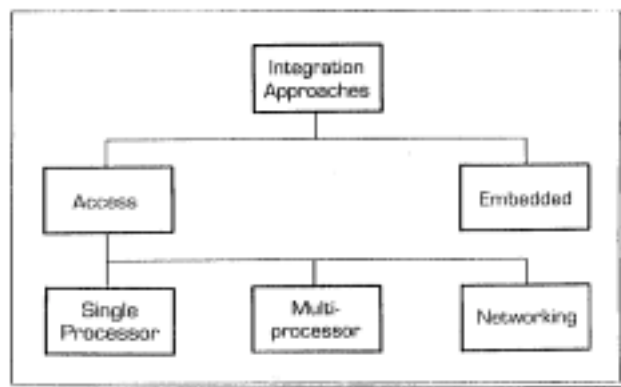 Integration
Approaches
Access
Embedded
Single
Processor
Multi-
processor
Networking